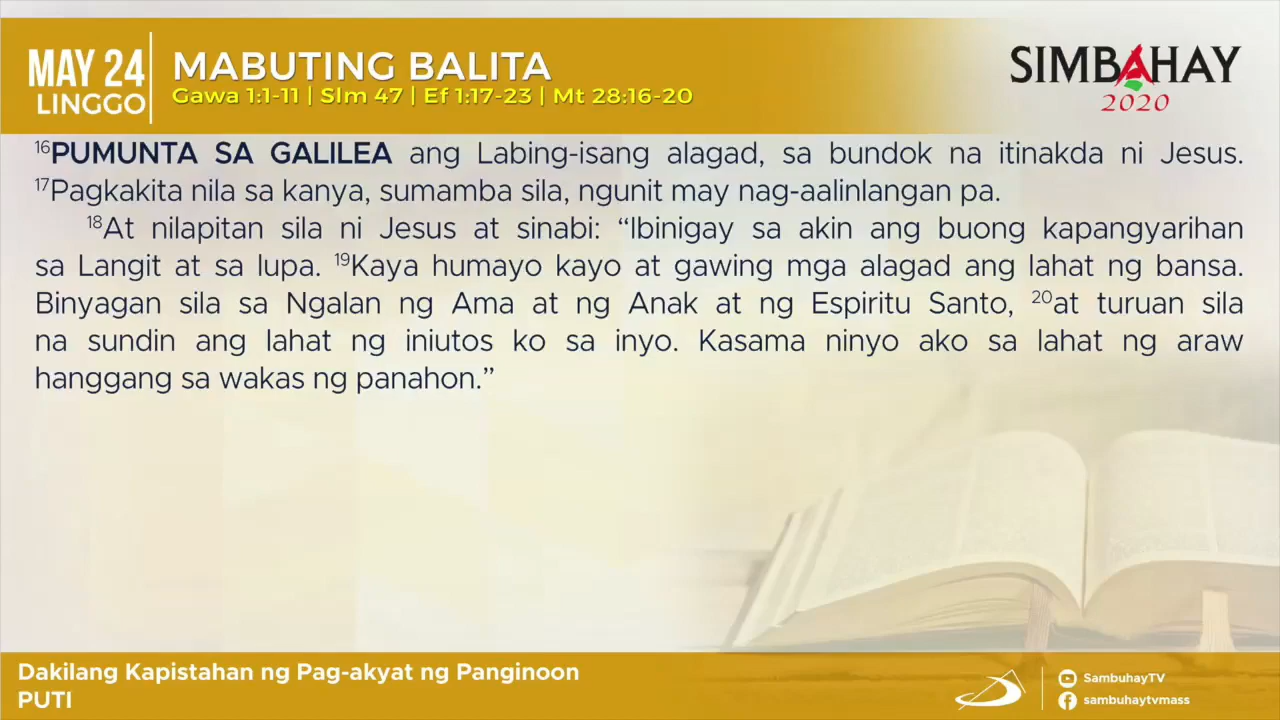 MAY 24
LINGGO
MABUTING BALITA
Gawa 1:1-11 | Slm 47 | Ef 1:17-23 | Mt 28:16-20
SIMBAHAY
2020
¹⁶PUMUNTA SA GALILEA ang Labing-isang alagad, sa bundok na itinakda ni Jesus.
¹⁷Pagkakita nila sa kanya, sumamba sila, ngunit may nag-aalinlangan pa.
¹⁸At nilapitan sila ni Jesus at sinabi: “Ibinigay sa akin ang buong kapangyarihan
sa Langit at sa lupa. ¹⁹Kaya humayo kayo at gawing mga alagad ang lahat ng bansa.
Binyagan sila sa Ngalan ng Ama at ng Anak at ng Espiritu Santo, ²⁰at turuan sila
na sundin ang lahat ng iniutos ko sa inyo. Kasama ninyo ako sa lahat ng araw
hanggang sa wakas ng panahon.”
Dakilang Kapistahan ng Pag-akyat ng Panginoon
PUTI
SambuhayTV
sambuhaytvmass